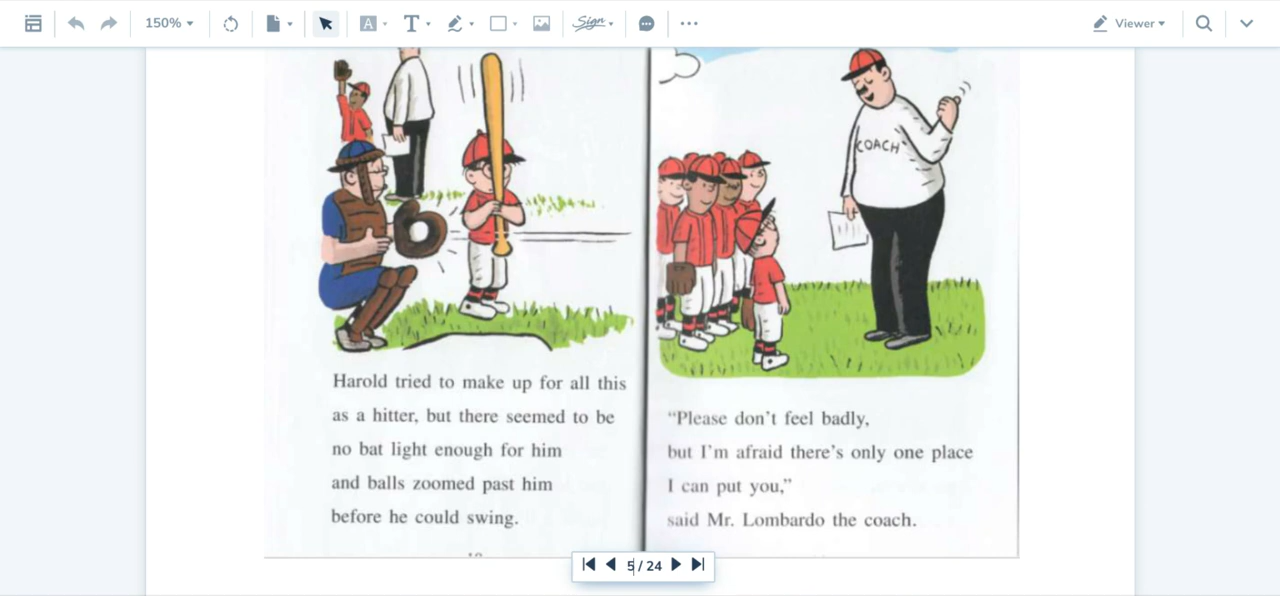 150%
A
T
Sign
Viewer
COACH
Harold tried to make up for all this
as a hitter, but there seemed to be
no bat light enough for him
and balls zoomed past him
before he could swing.
“Please don’t feel badly,
but I’m afraid there’s only one place
I can put you,”
said Mr. Lombardo the coach.
5 / 24